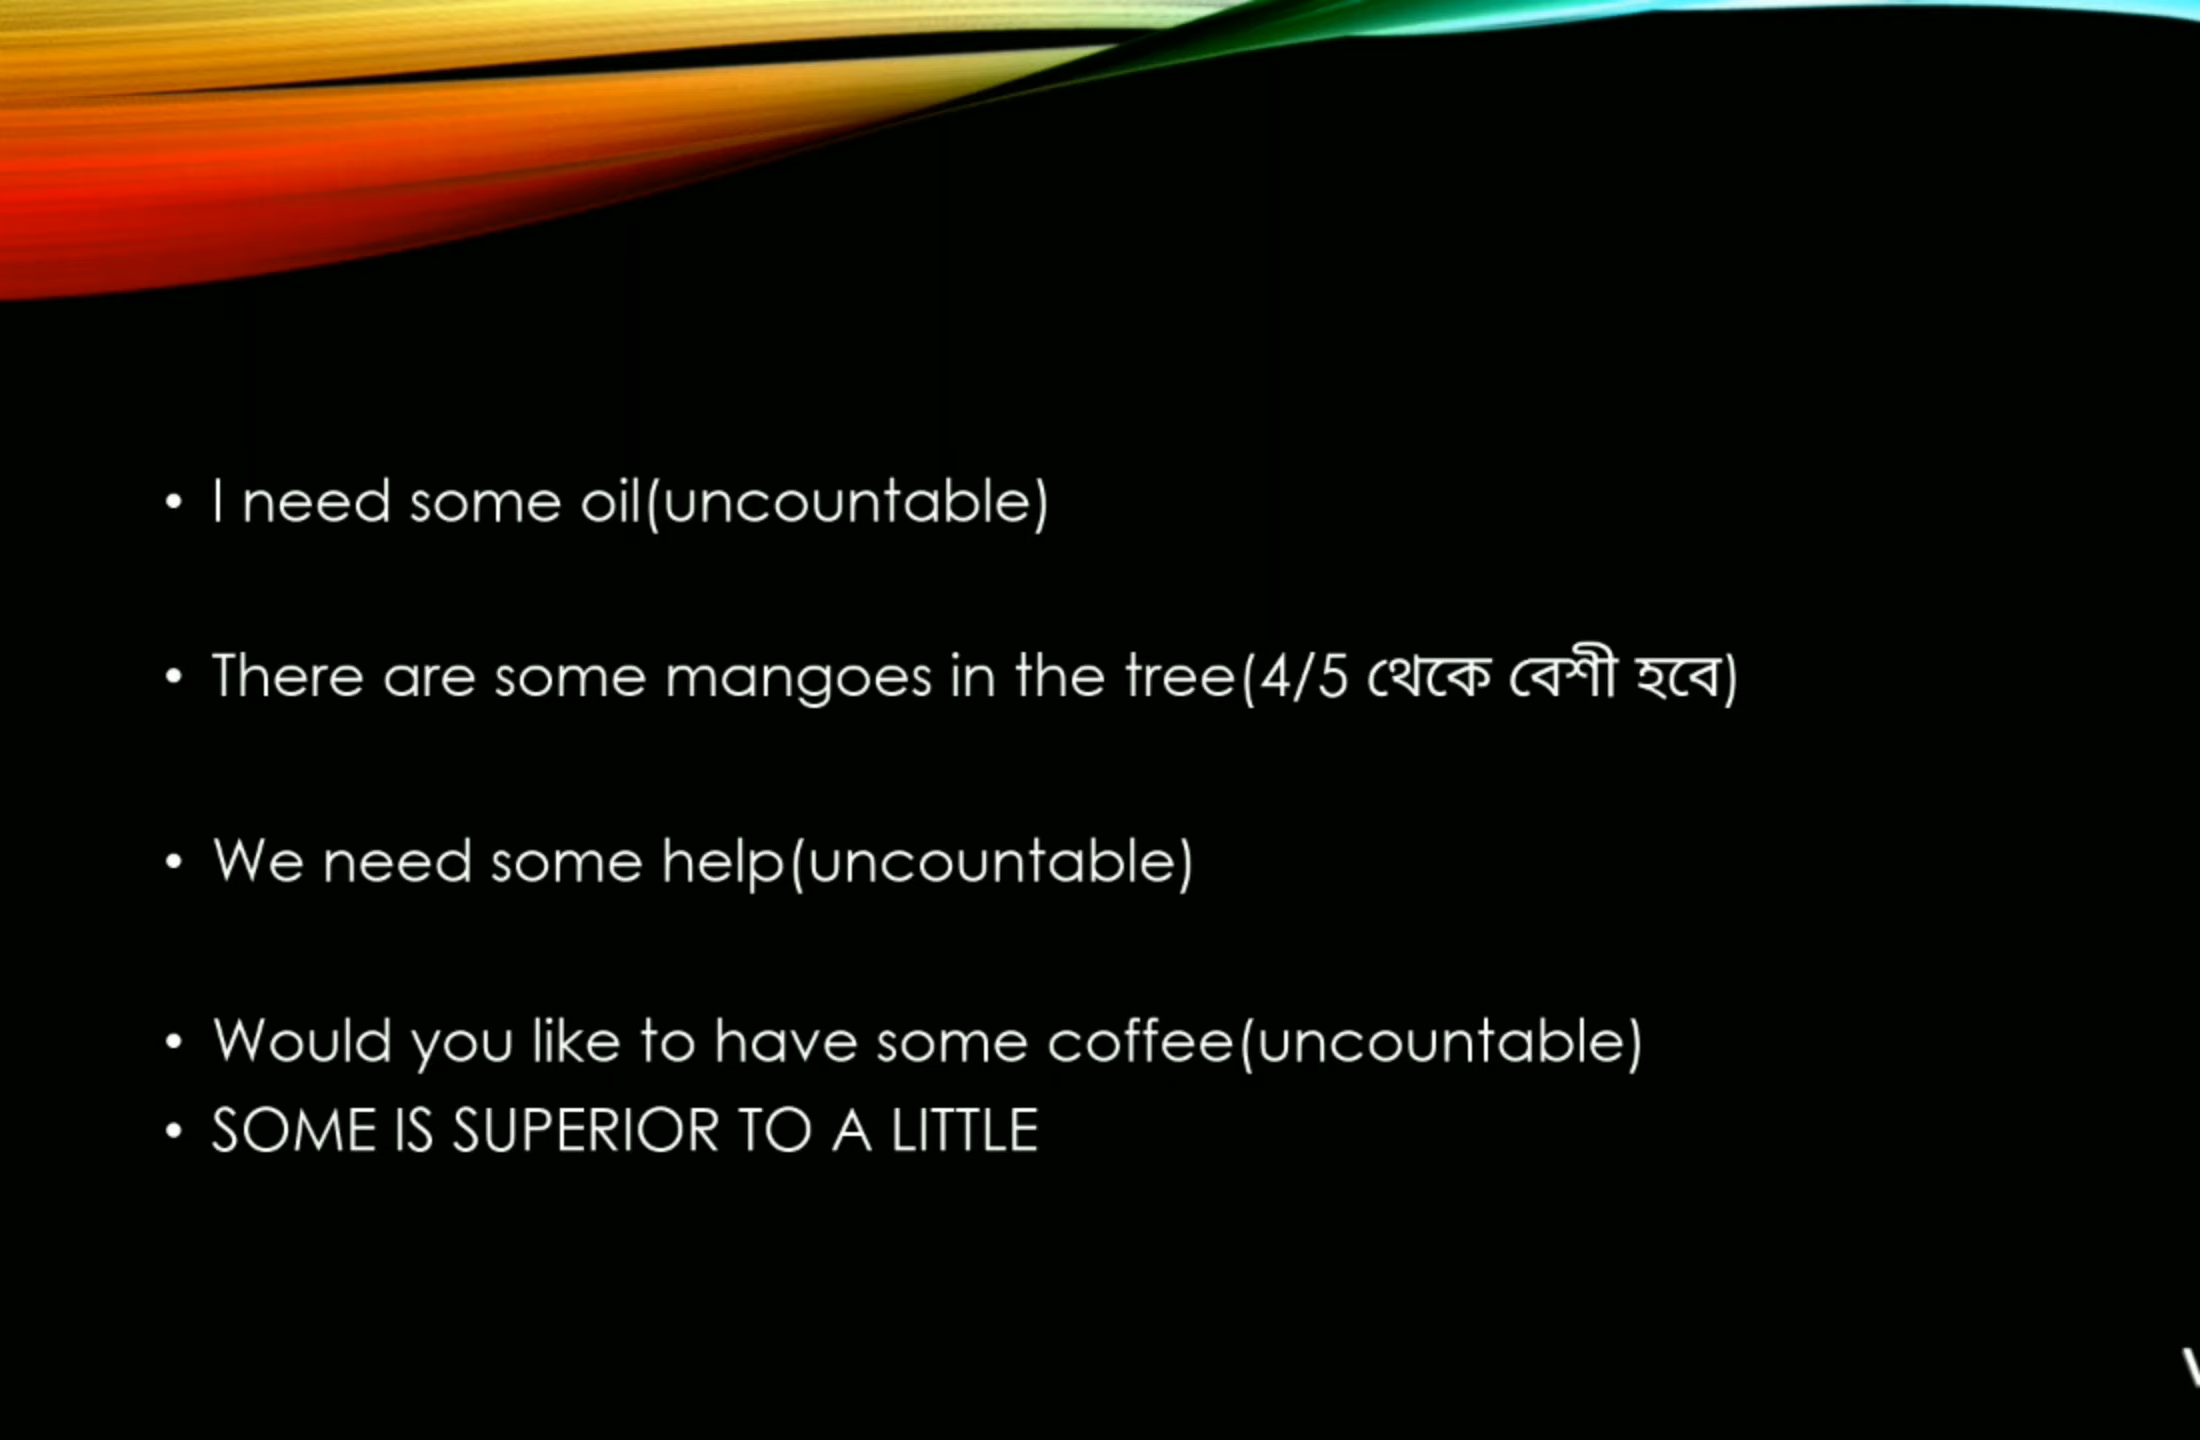 • I need some oil(uncountable)
• There are some mangoes in the tree(4/5 থেকে বেশী হবে)
• We need some help(uncountable)
• Would you like to have some coffee(uncountable)
• SOME IS SUPERIOR TO A LITTLE